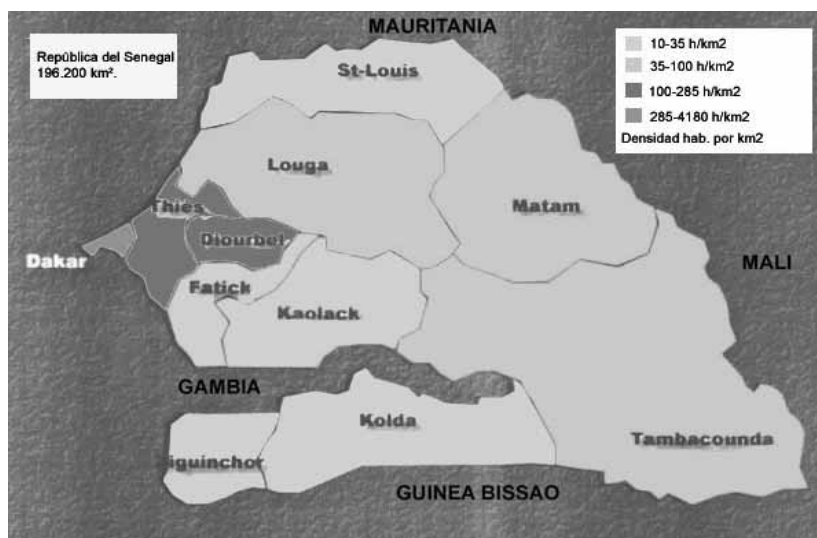 MAURITANIA
República del Senegal
196.200 km².
10-35 h/km2
35-100 h/km2
100-285 h/km2
285-4180 h/km2
Densidad hab. por km2
St-Louis
Louga
Matam
Thies
Diourbel
Dakar
MALI
Fatick
Kaolack
GAMBIA
Kolda
Tambacounda
iguinchor
GUINEA BISSAO